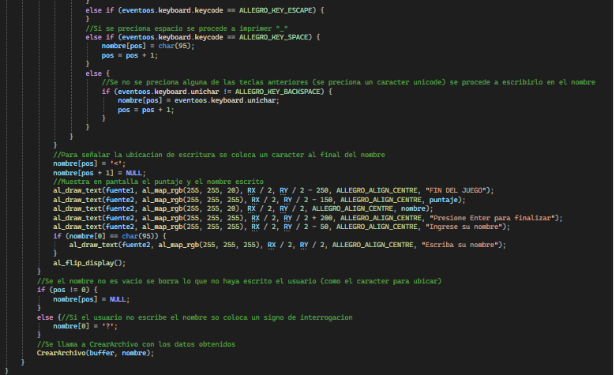 }
else if (eventoos.keyboard.keycode == ALLEGRO_KEY_ESCAPE) {
}
//Si se preciona espacio se procede a imprimir "_"
else if (eventoos.keyboard.keycode == ALLEGRO_KEY_SPACE) {
nombre[pos] = char(95);
pos = pos + 1;
}
else {
//Se no se preciona alguna de las teclas anteriores (se preciona un caracter unicode) se procede a escribirlo en el nombre
if (eventoos.keyboard.unichar != ALLEGRO_KEY_BACKSPACE) {
nombre[pos] = eventoos.keyboard.unichar;
pos = pos + 1;
}
}
}
}
//Para señalar la ubicacion de escritura se coloca un caracter al final del nombre
nombre[pos] = '<';
nombre[pos + 1] = NULL;
//Muestra en pantalla el puntaje y el nombre escrito
al_draw_text(fuente1, al_map_rgb(255, 255, 20), RX / 2, RY / 2 - 250, ALLEGRO_ALIGN_CENTRE, "FIN DEL JUEGO");
al_draw_text(fuente2, al_map_rgb(255, 255, 255), RX / 2, RY / 2 - 150, ALLEGRO_ALIGN_CENTRE, puntaje);
al_draw_text(fuente2, al_map_rgb(255, 255, 255), RX / 2, RY / 2, ALLEGRO_ALIGN_CENTRE, nombre);
al_draw_text(fuente2, al_map_rgb(255, 255, 255), RX / 2, RY / 2 + 200, ALLEGRO_ALIGN_CENTRE, "Presione Enter para finalizar");
al_draw_text(fuente2, al_map_rgb(255, 255, 255), RX / 2, RY / 2 - 50, ALLEGRO_ALIGN_CENTRE, "Ingrese su nombre");
if (nombre[0] == char(95)) {
al_draw_text(fuente2, al_map_rgb(255, 255, 255), RX / 2, RY / 2, ALLEGRO_ALIGN_CENTRE, "Escriba su nombre");
}
al_flip_display();
}
//Se el nombre no es vacio se borra lo que no haya escrito el usuario (como el caracter para ubicar)
if (pos != 0) {
nombre[pos] = NULL;
}
else {//Si el usuario no escribe el nombre so coloca un signo de interrogacion
nombre[0] = '?';
}
//Se llama a CrearArchivo con los datos obtenidos
CrearArchivo(buffer, nombre);
}
}